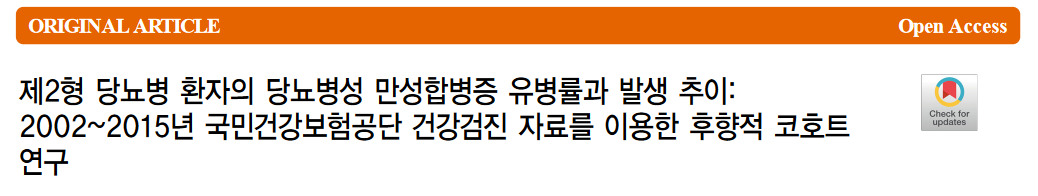 ORIGINAL ARTICLE
Open Access
제2형 당뇨병 환자의 당뇨병성 만성합병증 유병률과 발생 추이:
2002~2015년 국민건강보험공단 건강검진 자료를 이용한 후향적 코호트
연구
Check for
updates